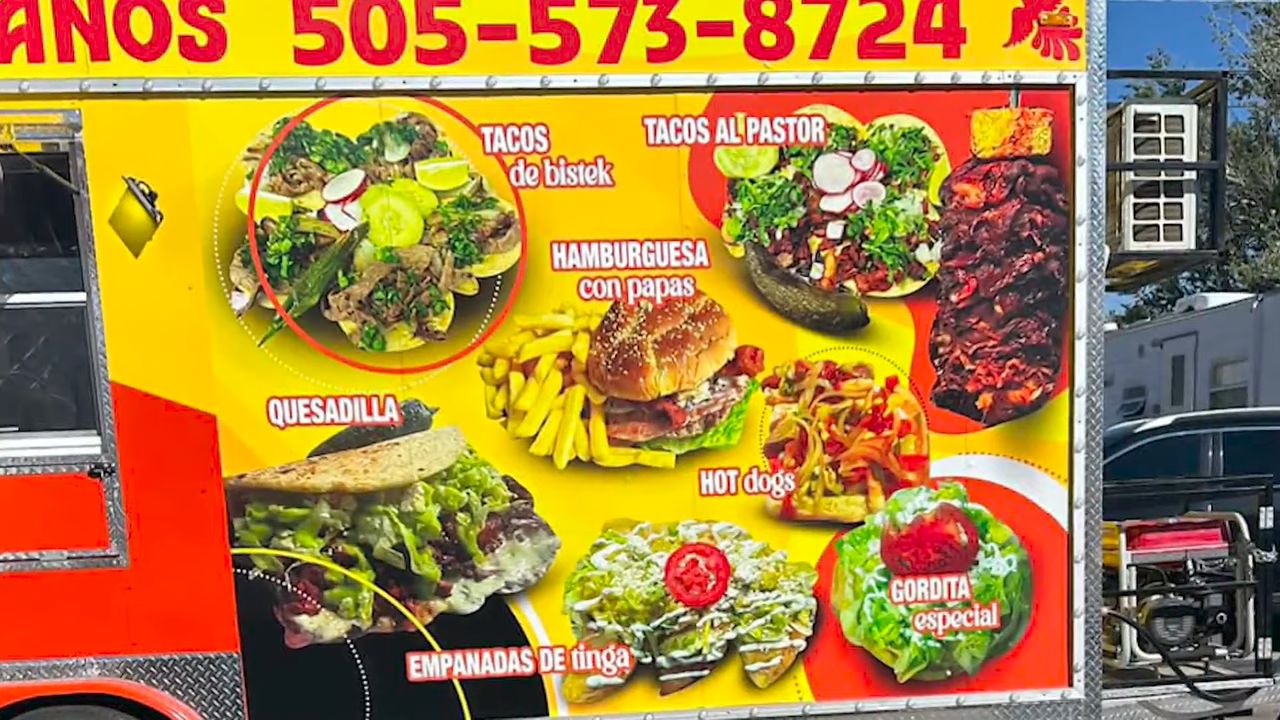 ANOS 505-573-8724
TACOS
de bistek
TACOS AL PASTOR
HAMBURGUESA
con papas
QUESADILLA
HOT dogs
GORDITA
especial
EMPANADAS DE tinga